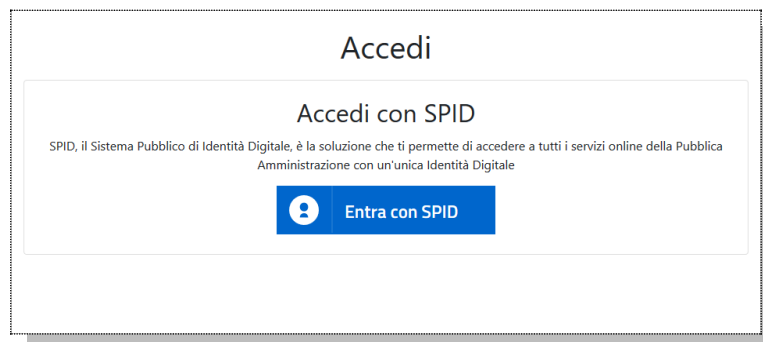 Accedi
Accedi con SPID
SPID, il Sistema Pubblico di Identità Digitale, è la soluzione che ti permette di accedere a tutti i servizi online della Pubblica
Amministrazione con un'unica Identità Digitale
Entra con SPID